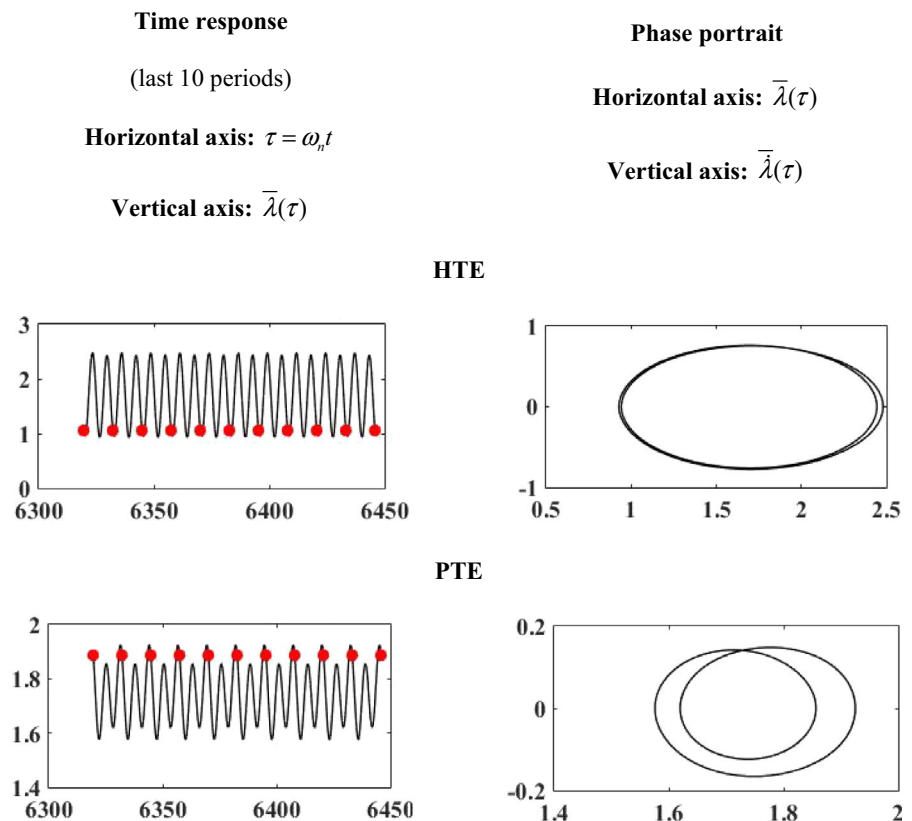 Time response
(last 10 periods)
Horizontal axis: τ = ωₙt
Vertical axis: λ̅(τ)
Phase portrait
Horizontal axis: λ̅(τ)
Vertical axis: λ̇̅(τ)
HTE
3
2
1
0
6300 6350 6400 6450
1
0
-1
0.5 1 1.5 2 2.5
PTE
2
1.8
1.6
1.4
6300 6350 6400 6450
0.2
0
-0.2
1.4 1.6 1.8 2